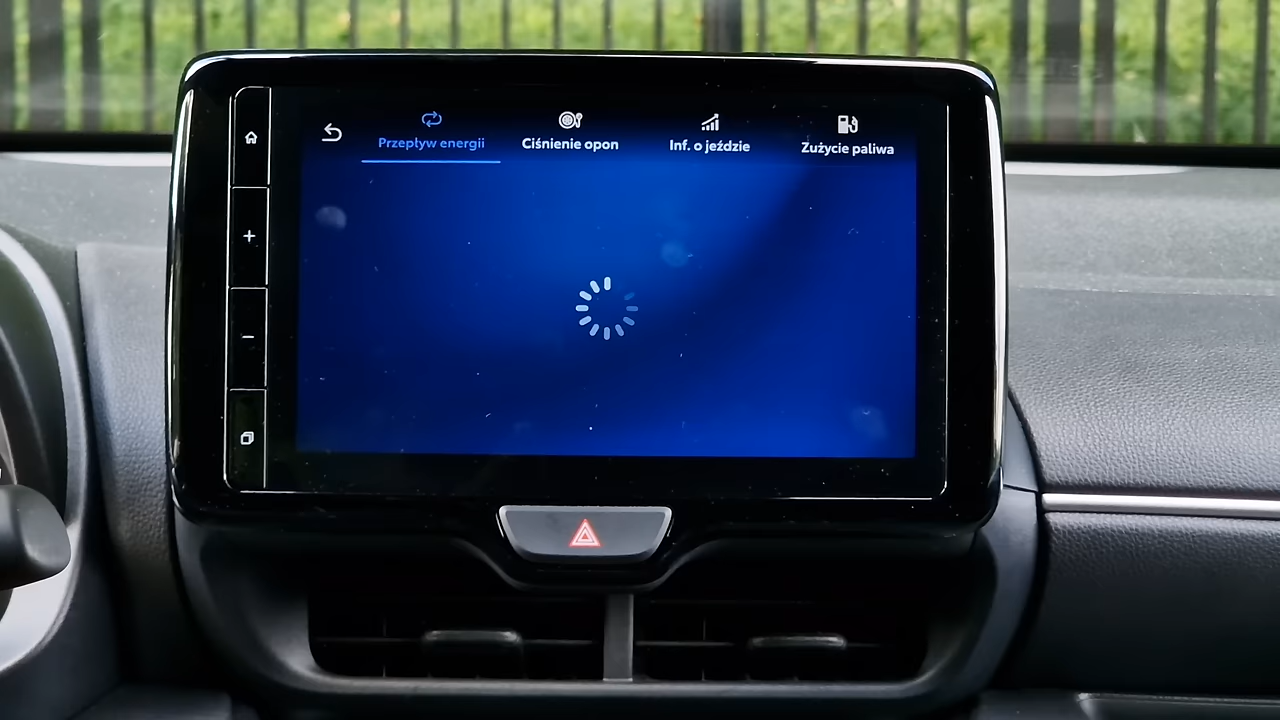 Przepływ energii
Ciśnienie opon
Inf. o jeździe
Zużycie paliwa